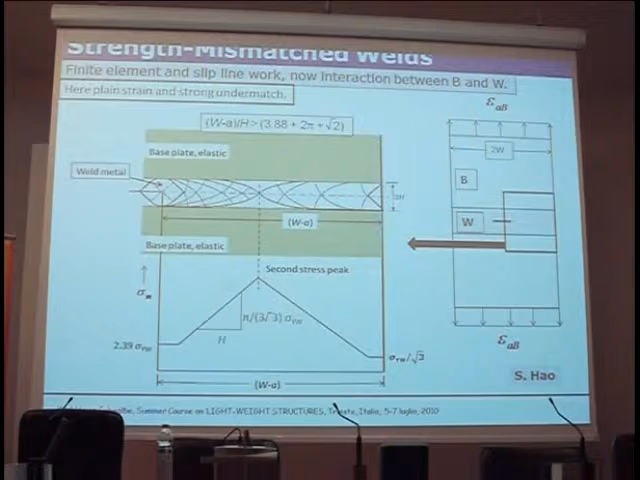 Strength-Mismatched Welds
Finite element and slip line work, now Interaction between B and W.
Here plain strain and strong undermatch.
(W-a)/H > (3.88 + 2π + √2)
Base plate, elastic
Weld metal
2H
(W-a)
Base plate, elastic
Second stress peak
σₘ
π/(3√3) σYW
H
2.39 σYW
σYW/√3
(W-a)
εaB
2W
B
W
εaB
S. Hao
Summer Course on LIGHT-WEIGHT STRUCTURES, Trieste, Italia, 5-7 luglio, 2010